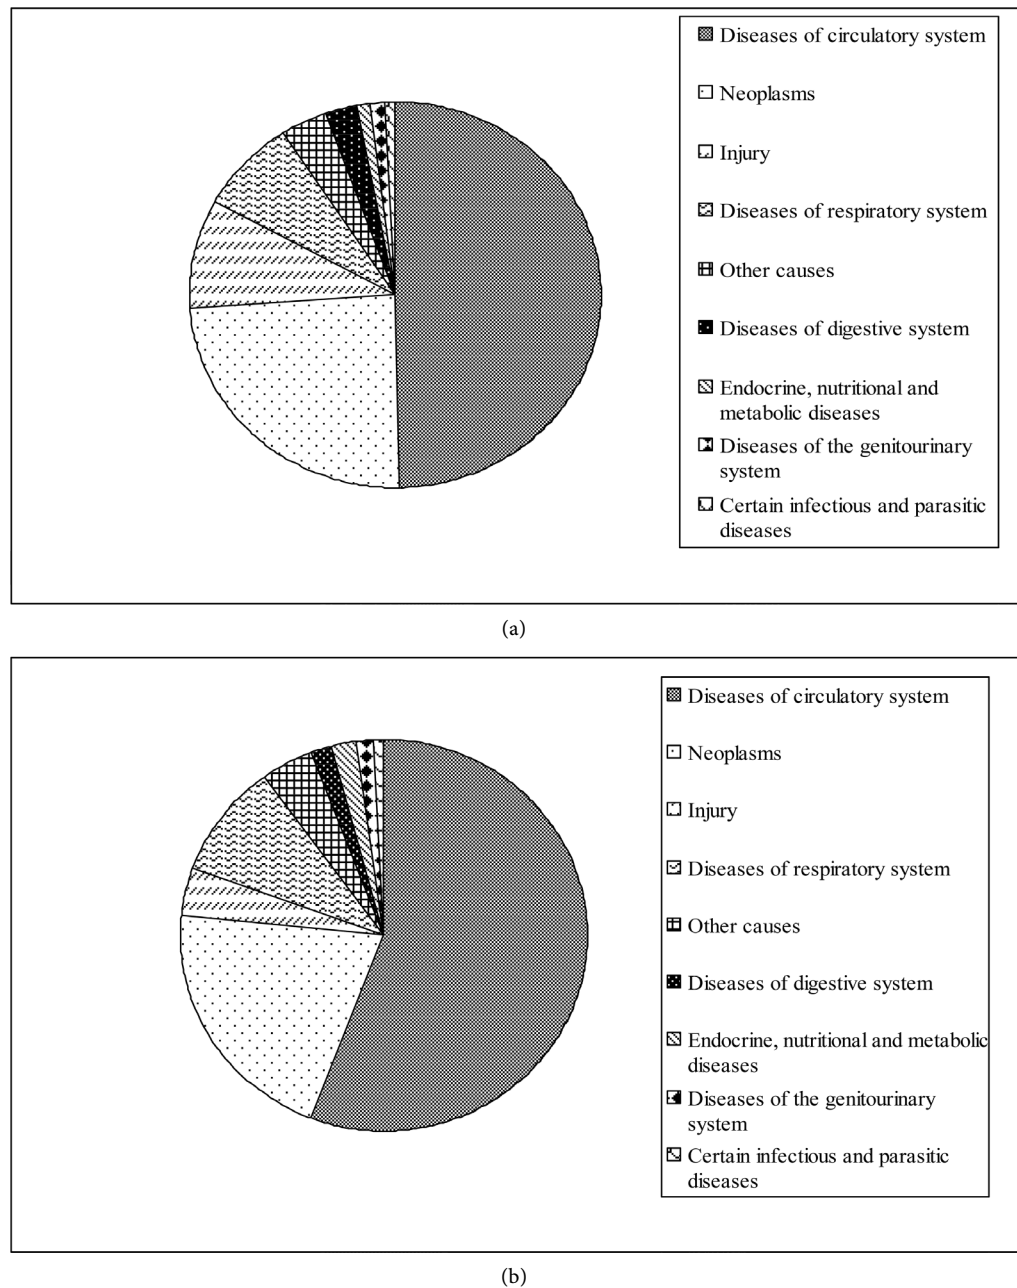 Diseases of circulatory system
Neoplasms
Injury
Diseases of respiratory system
Other causes
Diseases of digestive system
Endocrine, nutritional and
metabolic diseases
Diseases of the genitourinary
system
Certain infectious and parasitic
diseases
(a)
Diseases of circulatory system
Neoplasms
Injury
Diseases of respiratory system
Other causes
Diseases of digestive system
Endocrine, nutritional and metabolic
diseases
Diseases of the genitourinary
system
Certain infectious and parasitic
diseases
(b)